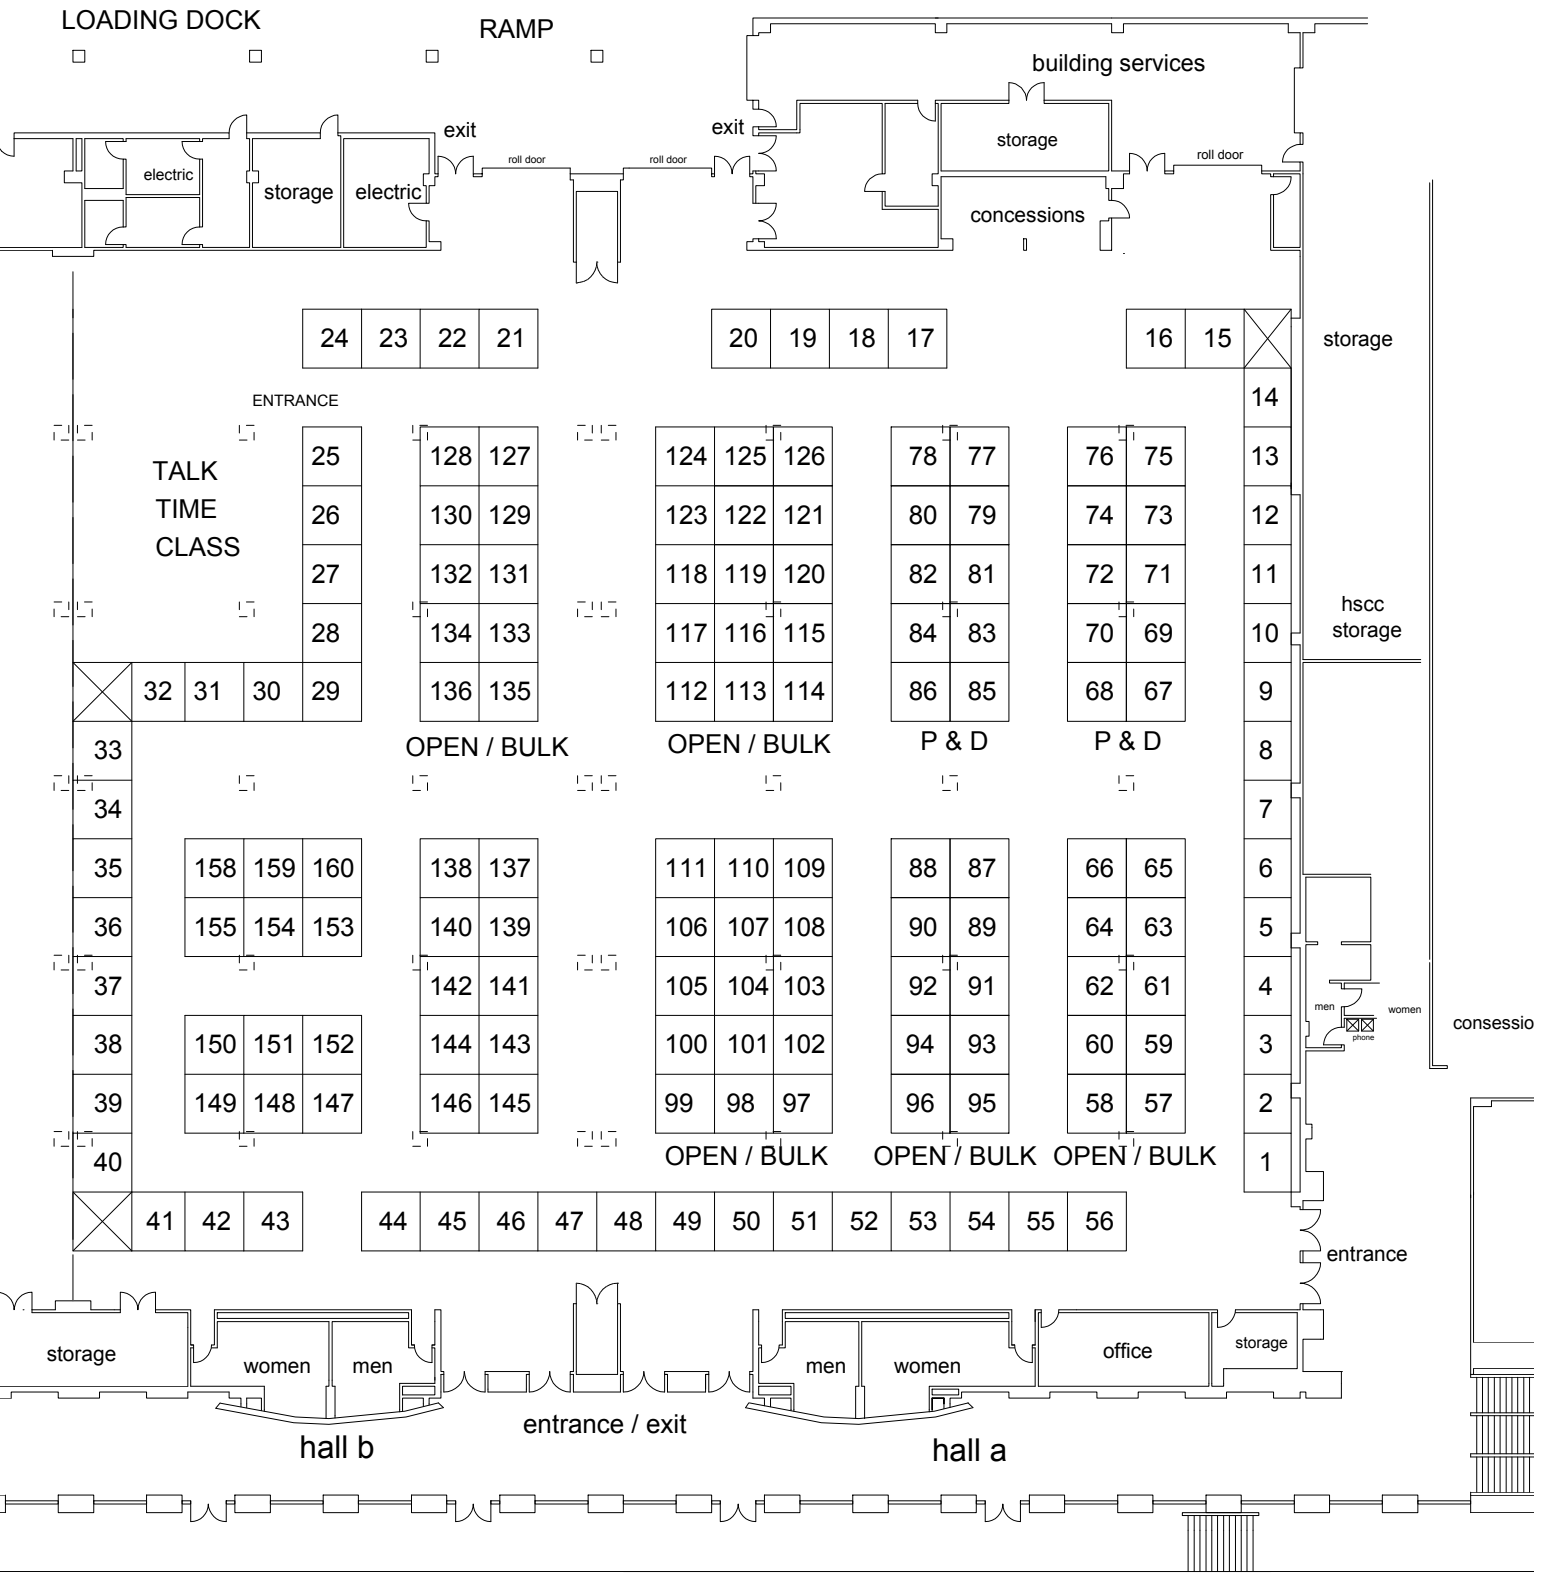 LOADING DOCK
RAMP
building services
exit
exit
storage
roll door
roll door
roll door
electric
storage
electric
concessions
24 23 22 21
20 19 18 17
16 15
storage
ENTRANCE
14
25
128 127
124 125 126
78 77
76 75
13
TALK
TIME
CLASS
26
130 129
123 122 121
80 79
74 73
12
27
132 131
118 119 120
82 81
72 71
11
hscc
storage
28
134 133
117 116 115
84 83
70 69
10
32 31 30 29
136 135
112 113 114
86 85
68 67
9
OPEN / BULK
OPEN / BULK
P & D
P & D
33
8
34
7
35
158 159 160
138 137
111 110 109
88 87
66 65
6
36
155 154 153
140 139
106 107 108
90 89
64 63
5
37
142 141
105 104 103
92 91
62 61
4
men
women
phone
consessio
38
150 151 152
144 143
100 101 102
94 93
60 59
3
39
149 148 147
146 145
99 98 97
96 95
58 57
2
40
OPEN / BULK
OPEN / BULK
OPEN / BULK
1
41 42 43
44 45 46 47 48 49 50 51 52 53 54 55 56
entrance
storage
women
men
men
women
office
storage
entrance / exit
hall b
hall a